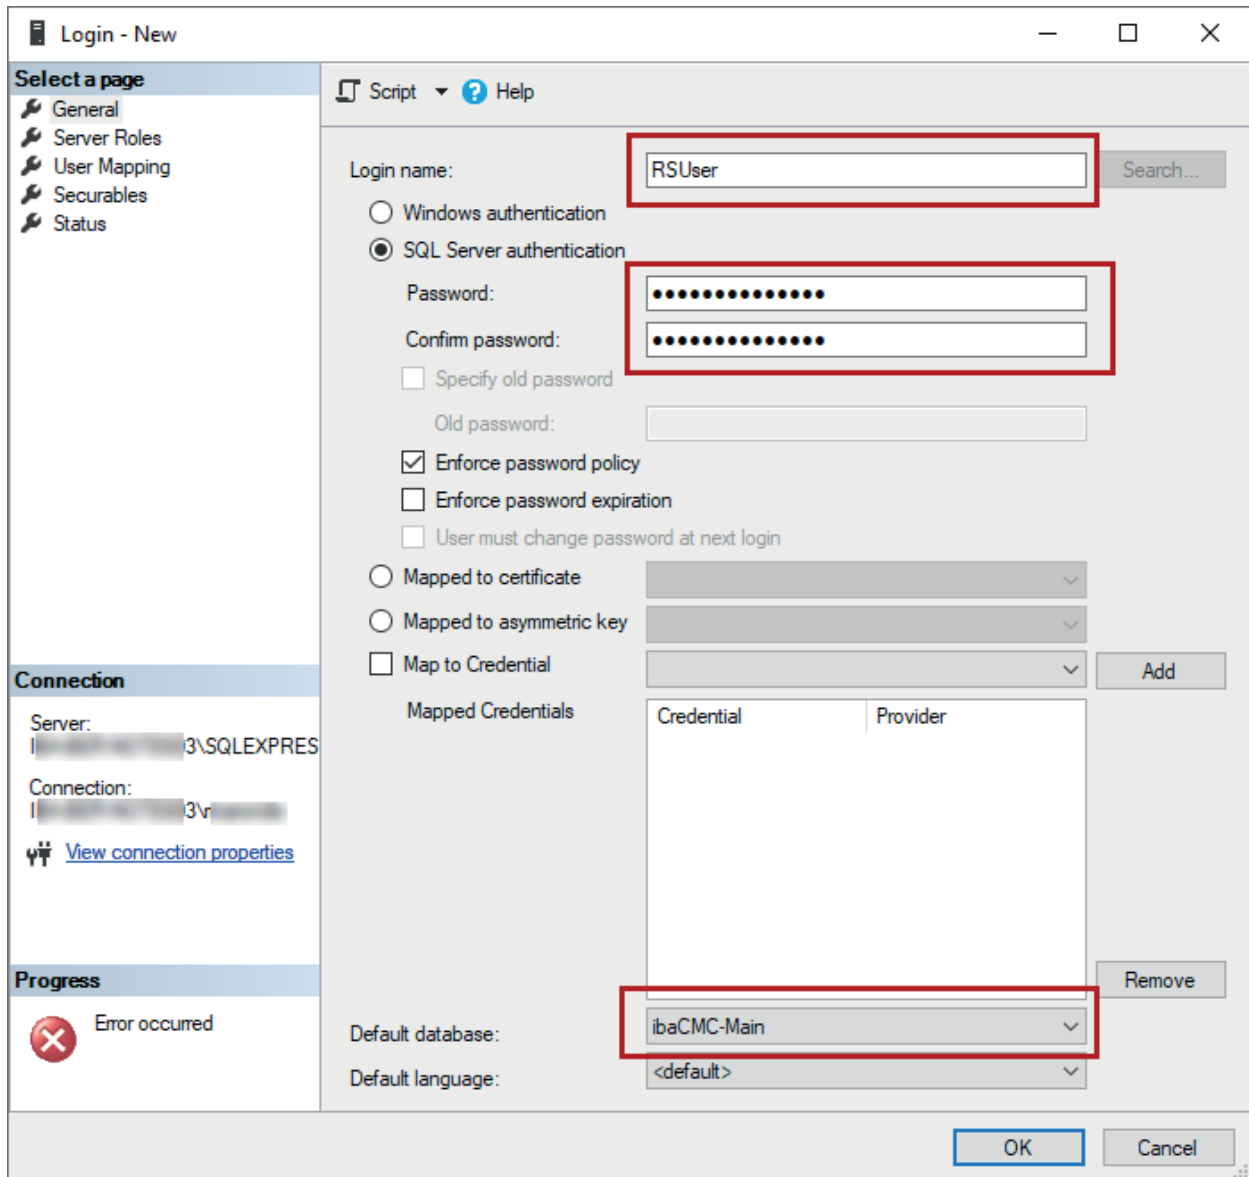 Login - New
Select a page
General
Server Roles
User Mapping
Securables
Status
Script
Help
Login name:
RSUser
Search...
Windows authentication
SQL Server authentication
Password:
●●●●●●●●●●●●●●
Confirm password:
●●●●●●●●●●●●●●
Specify old password
Old password:
Enforce password policy
Enforce password expiration
User must change password at next login
Mapped to certificate
Mapped to asymmetric key
Map to Credential
Add
Mapped Credentials
Credential Provider
Remove
Default database:
ibaCMC-Main
Default language:
<default>
Connection
Server:
3\SQLEXPRES
Connection:
View connection properties
Progress
Error occurred
OK
Cancel